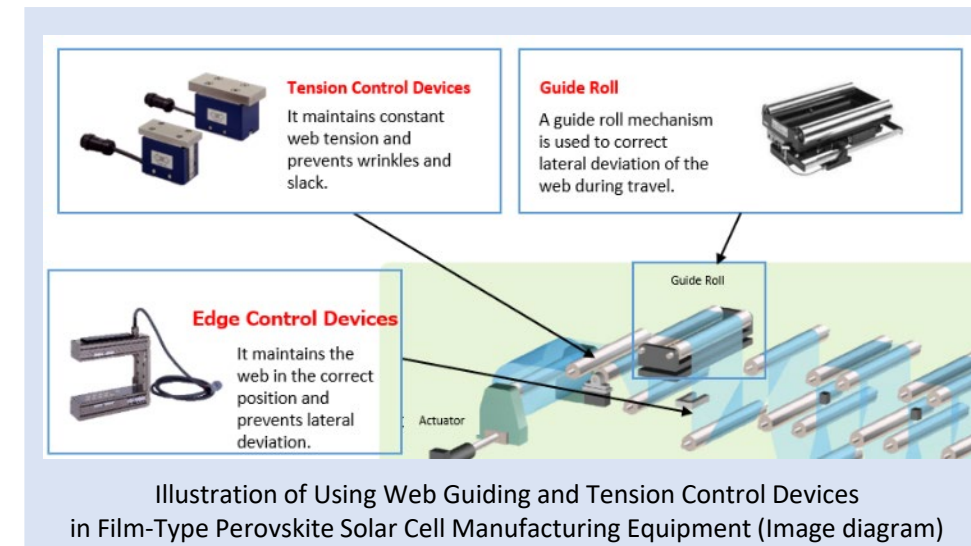 Tension Control Devices
It maintains constant
web tension and
prevents wrinkles and
slack.
Guide Roll
A guide roll mechanism
is used to correct
lateral deviation of the
web during travel.
Guide Roll
Edge Control Devices
It maintains the
web in the correct
position and
prevents lateral
deviation.
Actuator
Illustration of Using Web Guiding and Tension Control Devices
in Film-Type Perovskite Solar Cell Manufacturing Equipment (Image diagram)